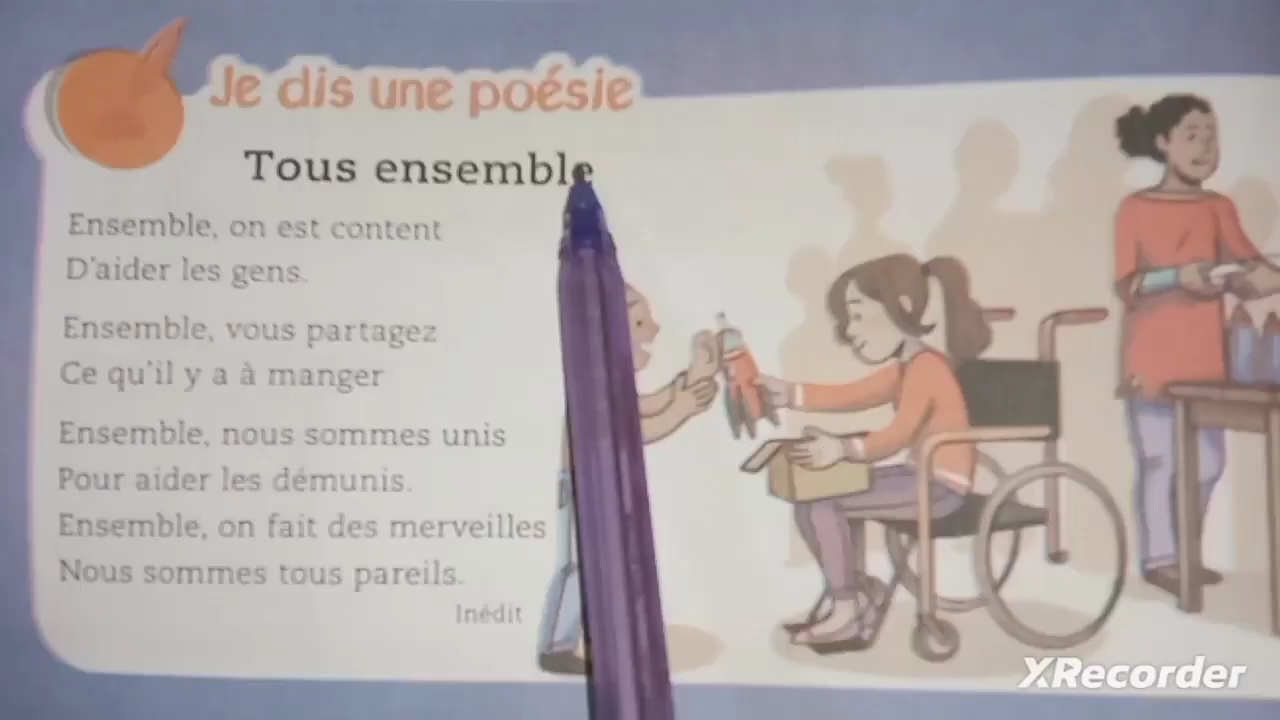 Je dis une poésie
Tous ensemble
Ensemble, on est content
D'aider les gens.
Ensemble, vous partagez
Ce qu'il y a à manger
Ensemble, nous sommes unis
Pour aider les démunis.
Ensemble, on fait des merveilles
Nous sommes tous pareils.
Inédit
XRecorder